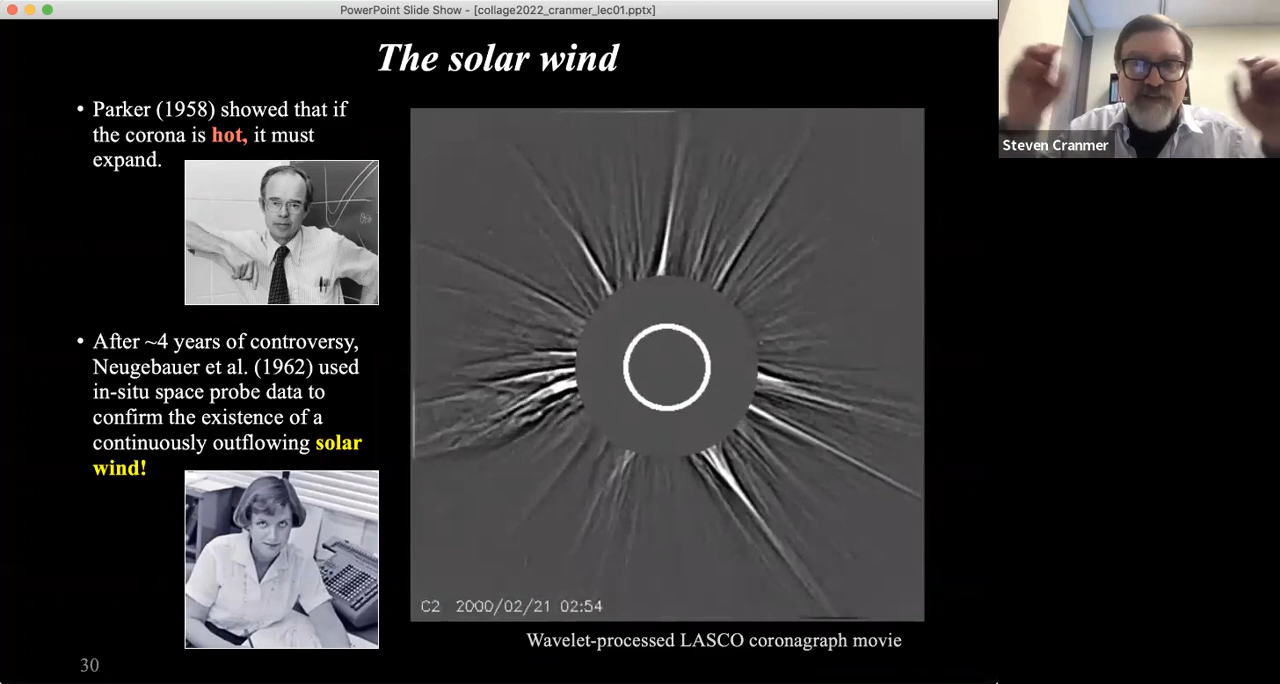 PowerPoint Slide Show - [collage2022_cranmer_lec01.pptx]
The solar wind
• Parker (1958) showed that if
the corona is hot, it must
expand.
• After ~4 years of controversy,
Neugebauer et al. (1962) used
in-situ space probe data to
confirm the existence of a
continuously outflowing solar
wind!
C2 2000/02/21 02:54
Wavelet-processed LASCO coronagraph movie
30
Steven Cranmer